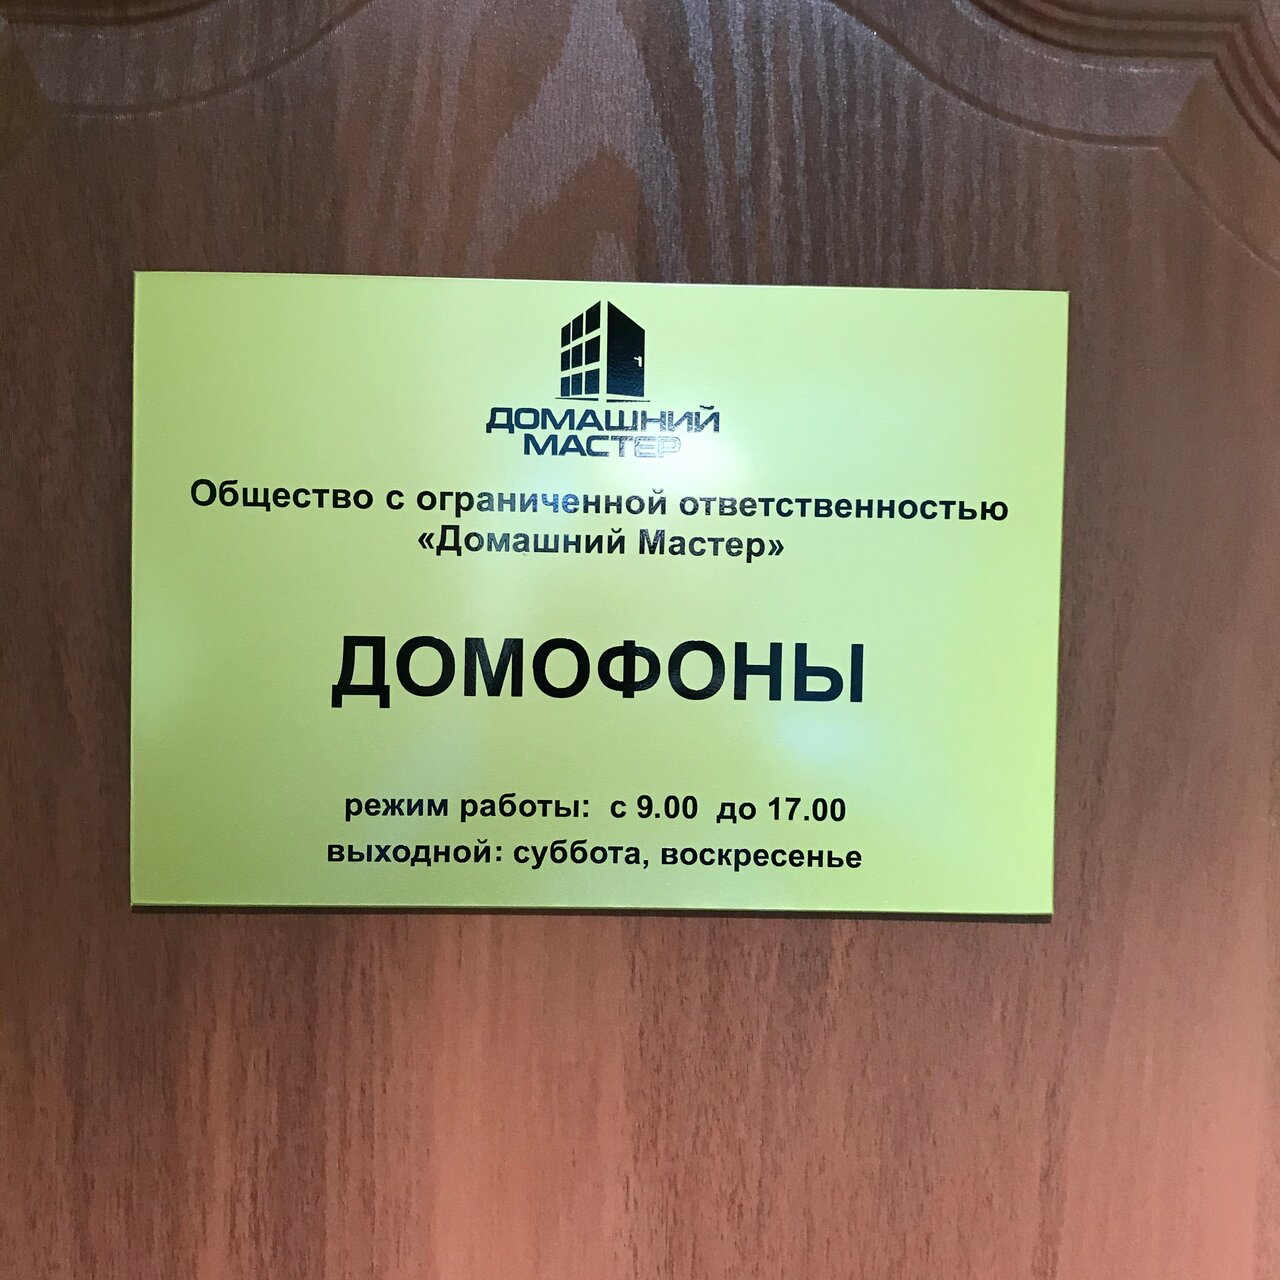 ДОМАШНИЙ
МАСТЕР
Общество с ограниченной ответственностью
«Домашний Мастер»
ДОМОФОНЫ
режим работы: с 9.00 до 17.00
выходной: суббота, воскресенье